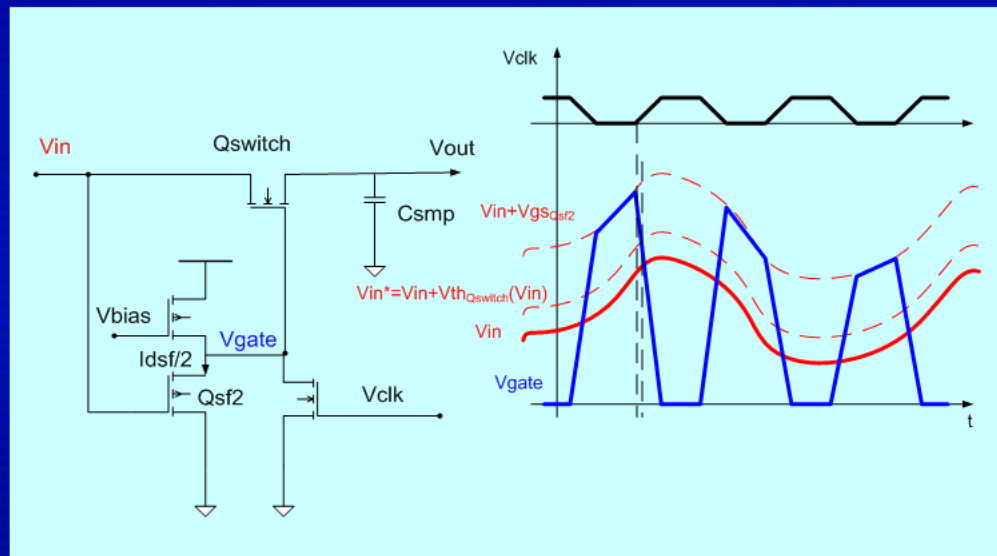 Vin
Qswitch
Vout
Csmp
Vbias
Vgate
Idsf/2
Qsf2
Vclk
Vclk
Vin+VgsQsf2
Vin*=Vin+VthQswitch(Vin)
Vin
Vgate
t